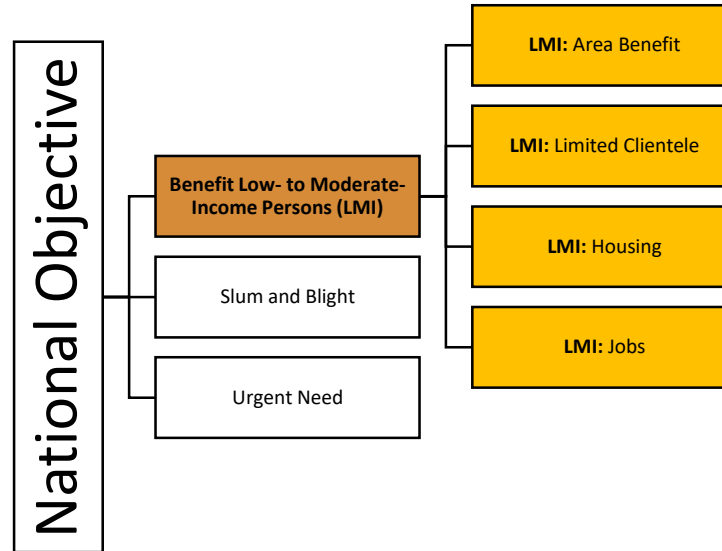 National Objective
Benefit Low- to Moderate-
Income Persons (LMI)
Slum and Blight
Urgent Need
LMI: Area Benefit
LMI: Limited Clientele
LMI: Housing
LMI: Jobs